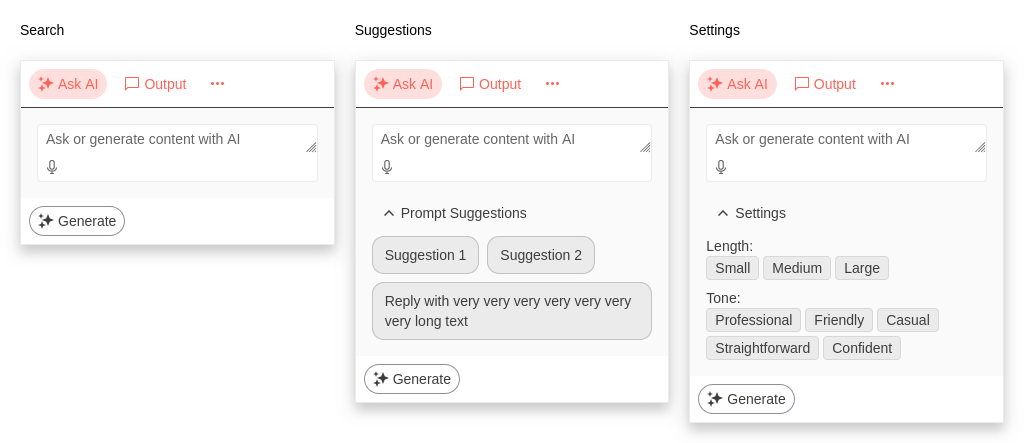 Search
Ask AI Output
Ask or generate content with AI
Generate
Suggestions
Ask AI Output
Ask or generate content with AI
Prompt Suggestions
Suggestion 1 Suggestion 2
Reply with very very very very very very
very long text
Generate
Settings
Ask AI Output
Ask or generate content with AI
Settings
Length:
Small Medium Large
Tone:
Professional Friendly Casual
Straightforward Confident
Generate